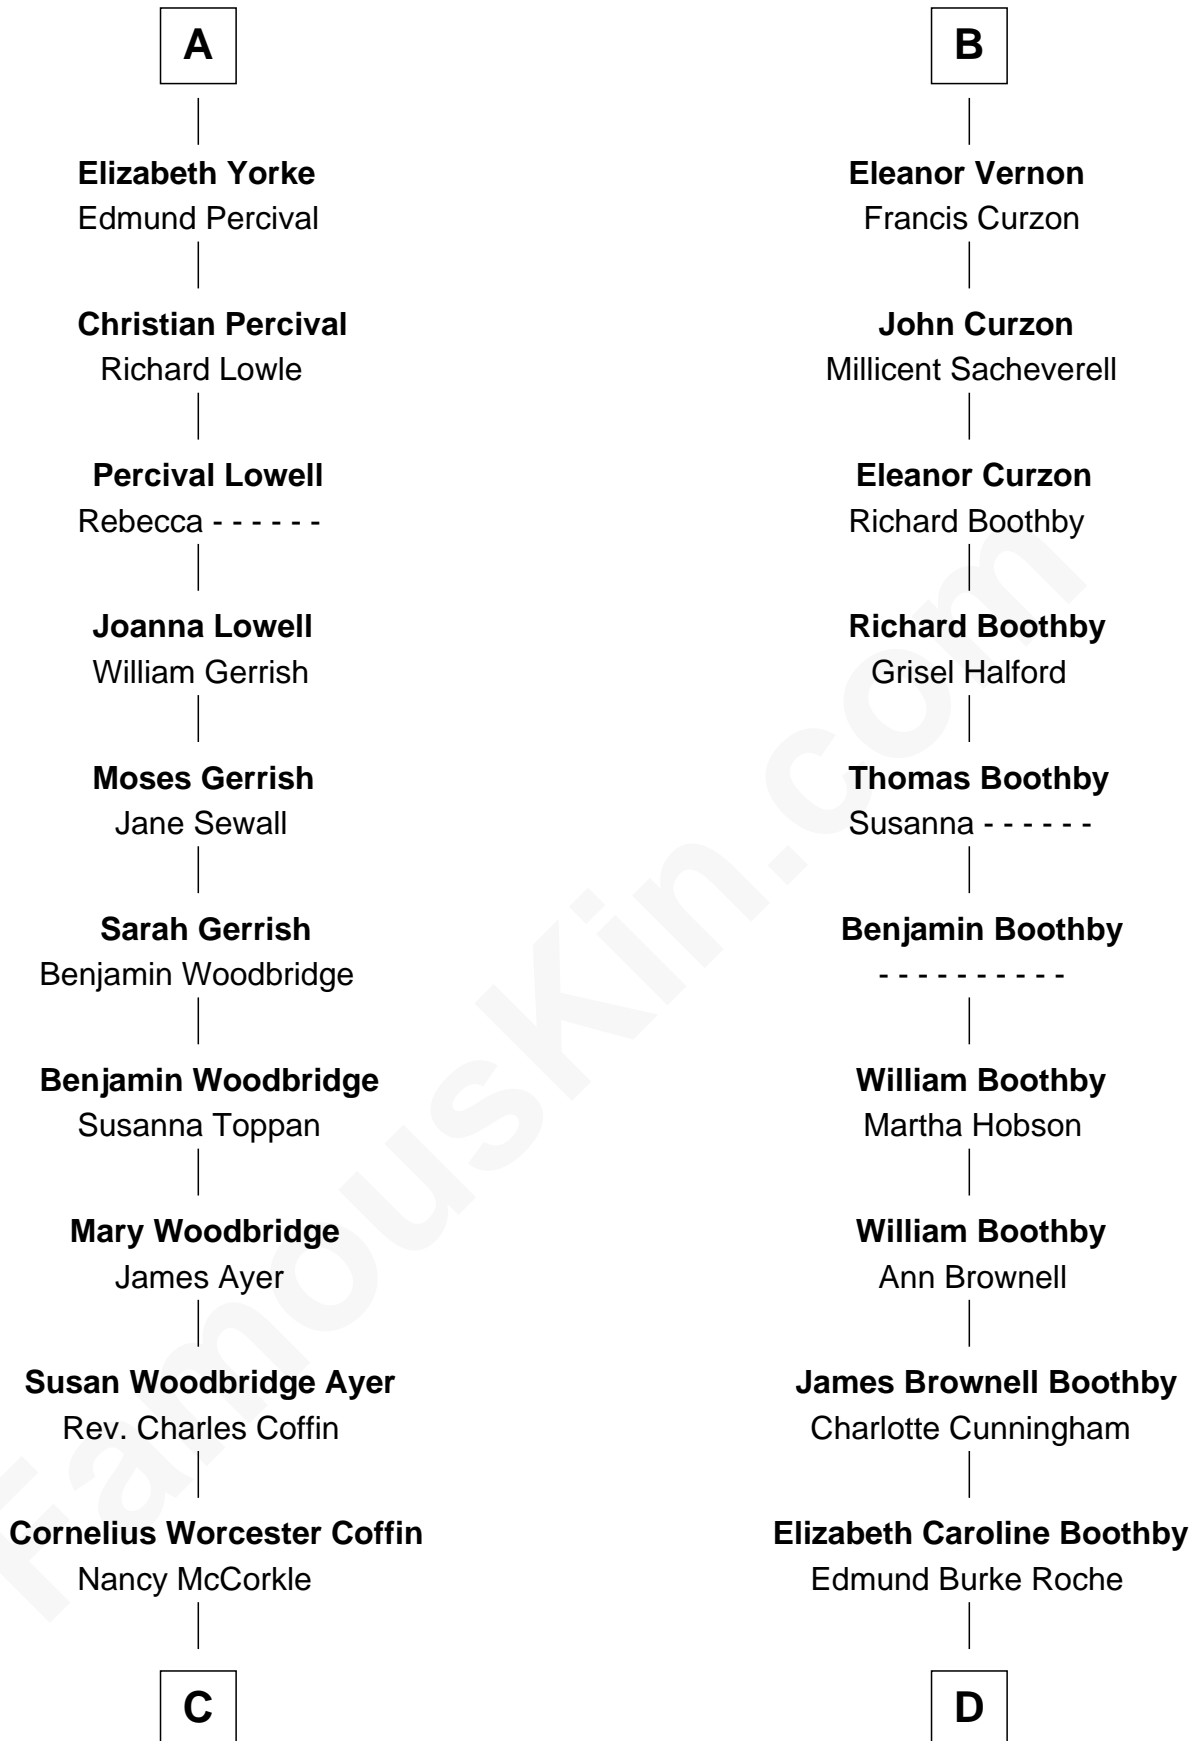 A
Elizabeth Yorke
Edmund Percival
Christian Percival
Richard Lowle
Percival Lowell
Rebecca - - - - - -
Joanna Lowell
William Gerrish
Moses Gerrish
Jane Sewall
Sarah Gerrish
Benjamin Woodbridge
Benjamin Woodbridge
Susanna Toppan
Mary Woodbridge
James Ayer
Susan Woodbridge Ayer
Rev. Charles Coffin
Cornelius Worcester Coffin
Nancy McCorkle
C
B
Eleanor Vernon
Francis Curzon
John Curzon
Millicent Sacheverell
Eleanor Curzon
Richard Boothby
Richard Boothby
Grisel Halford
Thomas Boothby
Susanna - - - - - -
Benjamin Boothby
- - - - - - - - - -
William Boothby
Martha Hobson
William Boothby
Ann Brownell
James Brownell Boothby
Charlotte Cunningham
Elizabeth Caroline Boothby
Edmund Burke Roche
D
FamousKin.com